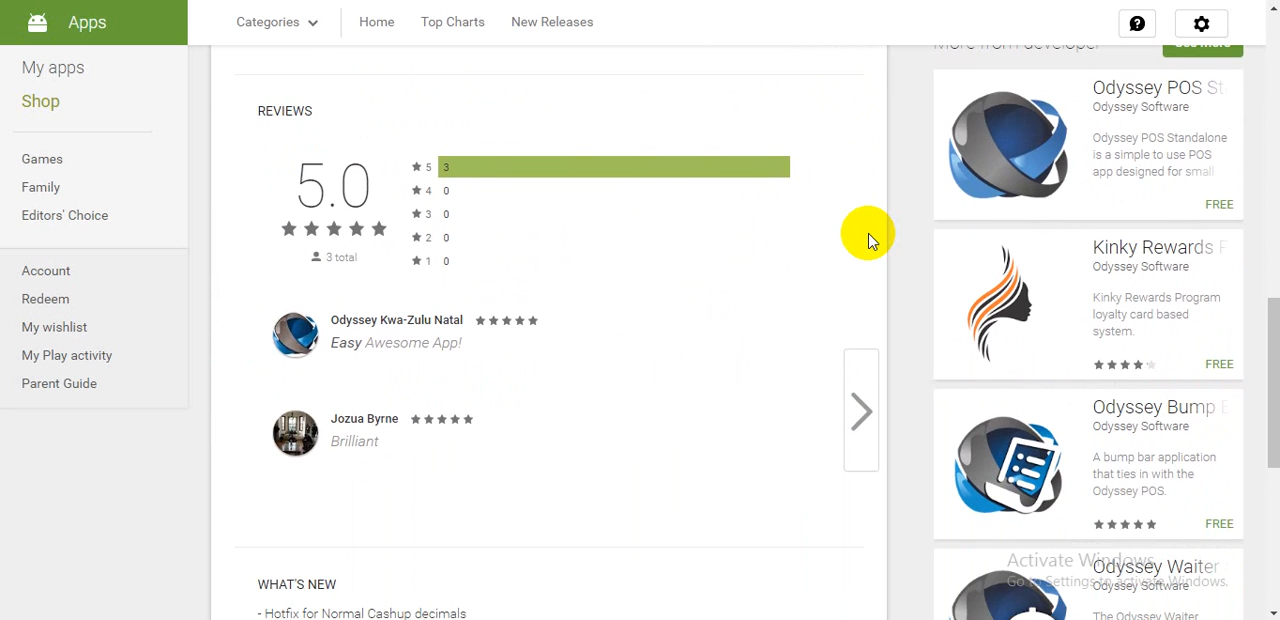 Apps
Categories
Home
Top Charts
New Releases
My apps
Shop
Games
Family
Editors' Choice
Account
Redeem
My wishlist
My Play activity
Parent Guide
REVIEWS
5.0
3 total
5 3
4 0
3 0
2 0
1 0
Odyssey Kwa-Zulu Natal
Easy Awesome App!
Jozua Byrne
Brilliant
WHAT'S NEW
- Hotfix for Normal Cashup decimals
More from developer
See more
Odyssey POS St
Odyssey Software
Odyssey POS Standalone
is a simple to use POS
app designed for small
FREE
Kinky Rewards P
Odyssey Software
Kinky Rewards Program
loyalty card based
system.
FREE
Odyssey Bump B
Odyssey Software
A bump bar application
that ties in with the
Odyssey POS.
FREE
Odyssey Waiter
Odyssey Software
The Odyssey Waiter
Activate Windows
Go to Settings to activate Windows.